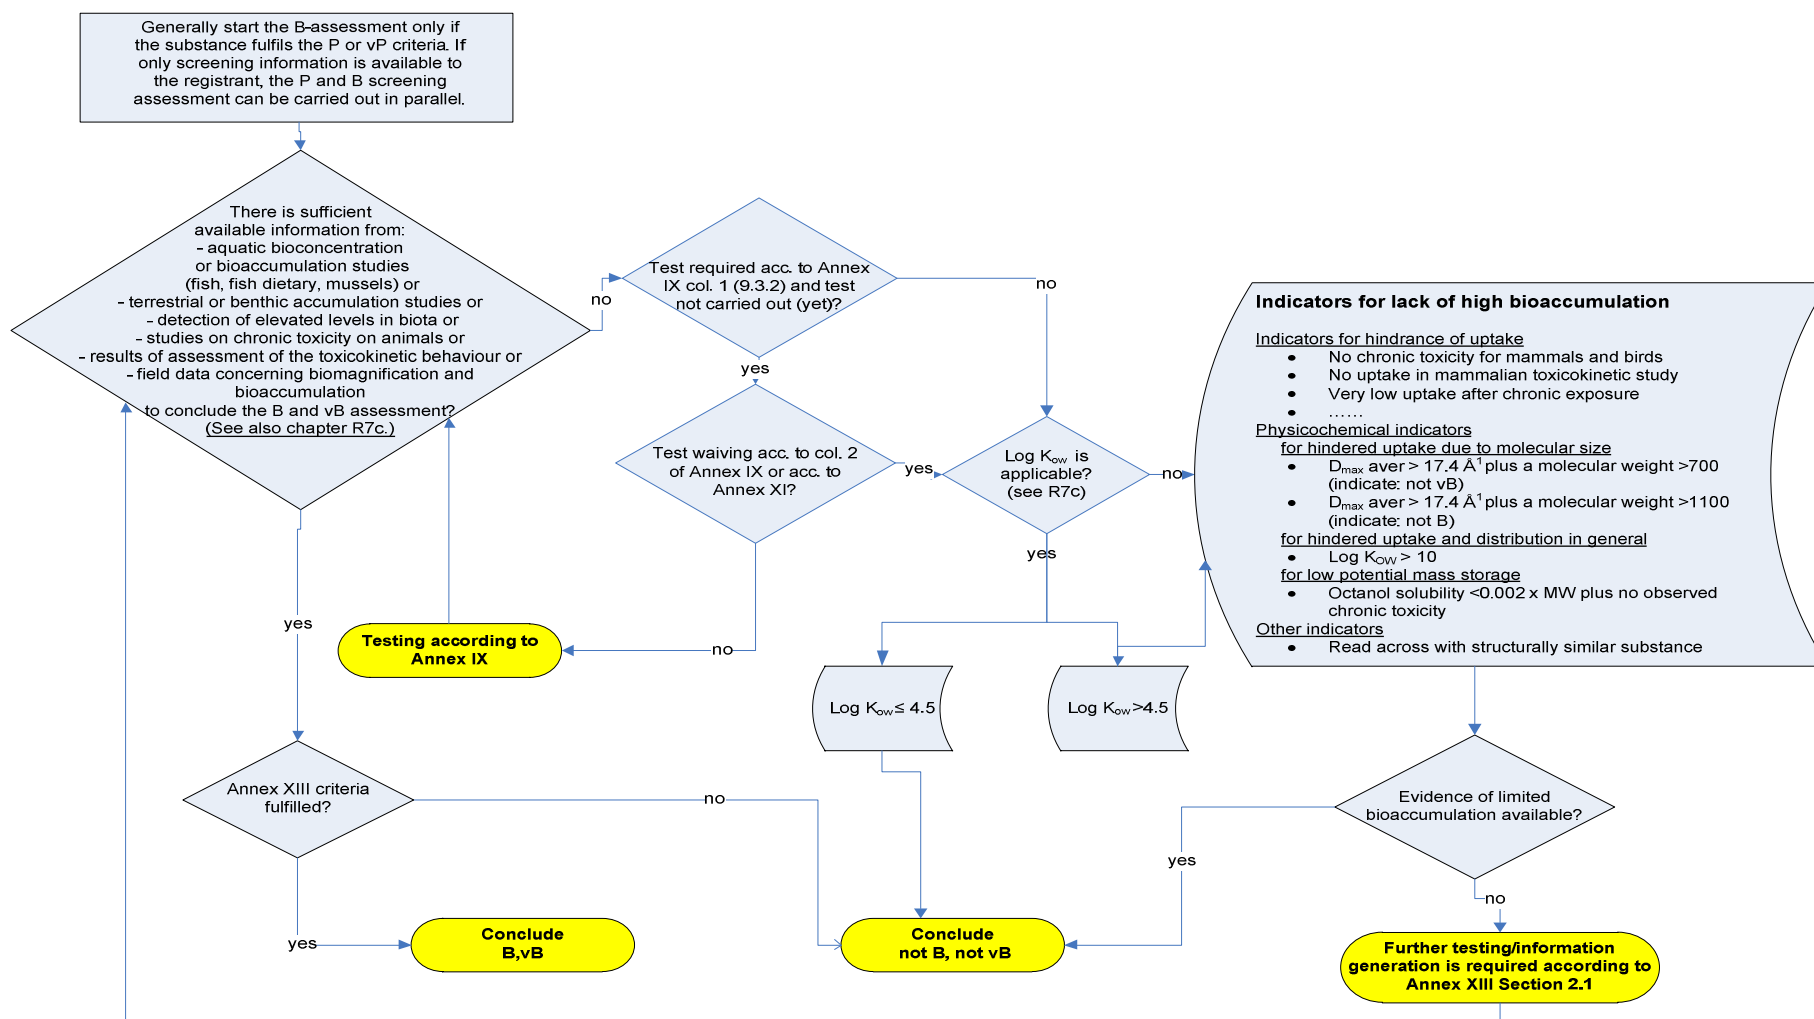 Generally start the B-assessment only if
the substance fulfils the P or vP criteria. If
only screening information is available to
the registrant, the P and B screening
assessment can be carried out in parallel.
There is sufficient
available information from:
- aquatic bioconcentration
or bioaccumulation studies
(fish, fish dietary, mussels) or
- terrestrial or benthic accumulation studies or
- detection of elevated levels in biota or
- studies on chronic toxicity on animals or
- results of assessment of the toxicokinetic behaviour or
- field data concerning biomagnification and
bioaccumulation
to conclude the B and vB assessment?
(See also chapter R7c.)
no
Test required acc. to Annex
IX col. 1 (9.3.2) and test
not carried out (yet)?
no
yes
Test waiving acc. to col. 2
of Annex IX or acc. to
Annex XI?
yes
no
Testing according to
Annex IX
Log Kow is
applicable?
(see R7c)
no
yes
Log Kow ≤ 4.5
Log Kow >4.5
Indicators for lack of high bioaccumulation
Indicators for hindrance of uptake
• No chronic toxicity for mammals and birds
• No uptake in mammalian toxicokinetic study
• Very low uptake after chronic exposure
• ……
Physicochemical indicators
for hindered uptake due to molecular size
• Dmax aver > 17.4 Å¹ plus a molecular weight >700
(indicate: not vB)
• Dmax aver > 17.4 Å¹ plus a molecular weight >1100
(indicate: not B)
for hindered uptake and distribution in general
• Log KOW > 10
for low potential mass storage
• Octanol solubility <0.002 x MW plus no observed
chronic toxicity
Other indicators
• Read across with structurally similar substance
yes
Annex XIII criteria
fulfilled?
no
yes
Conclude
B,vB
Conclude
not B, not vB
Evidence of limited
bioaccumulation available?
yes
no
Further testing/information
generation is required according to
Annex XIII Section 2.1